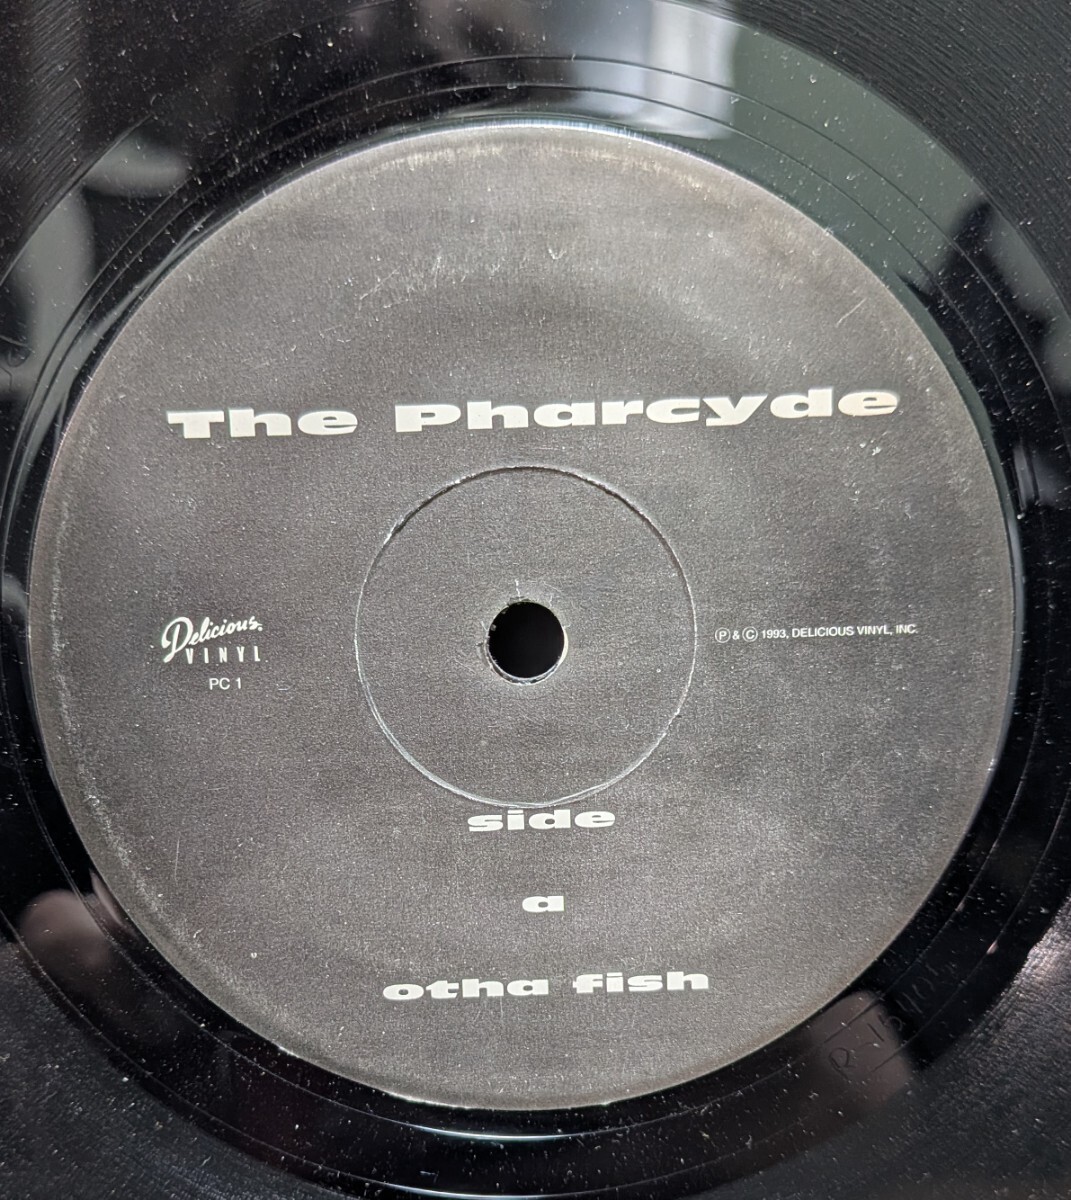 The Pharcyde
Delicious
VINYL
PC 1
Ⓟ & Ⓒ 1993, DELICIOUS VINYL, INC.
side
a
otha fish